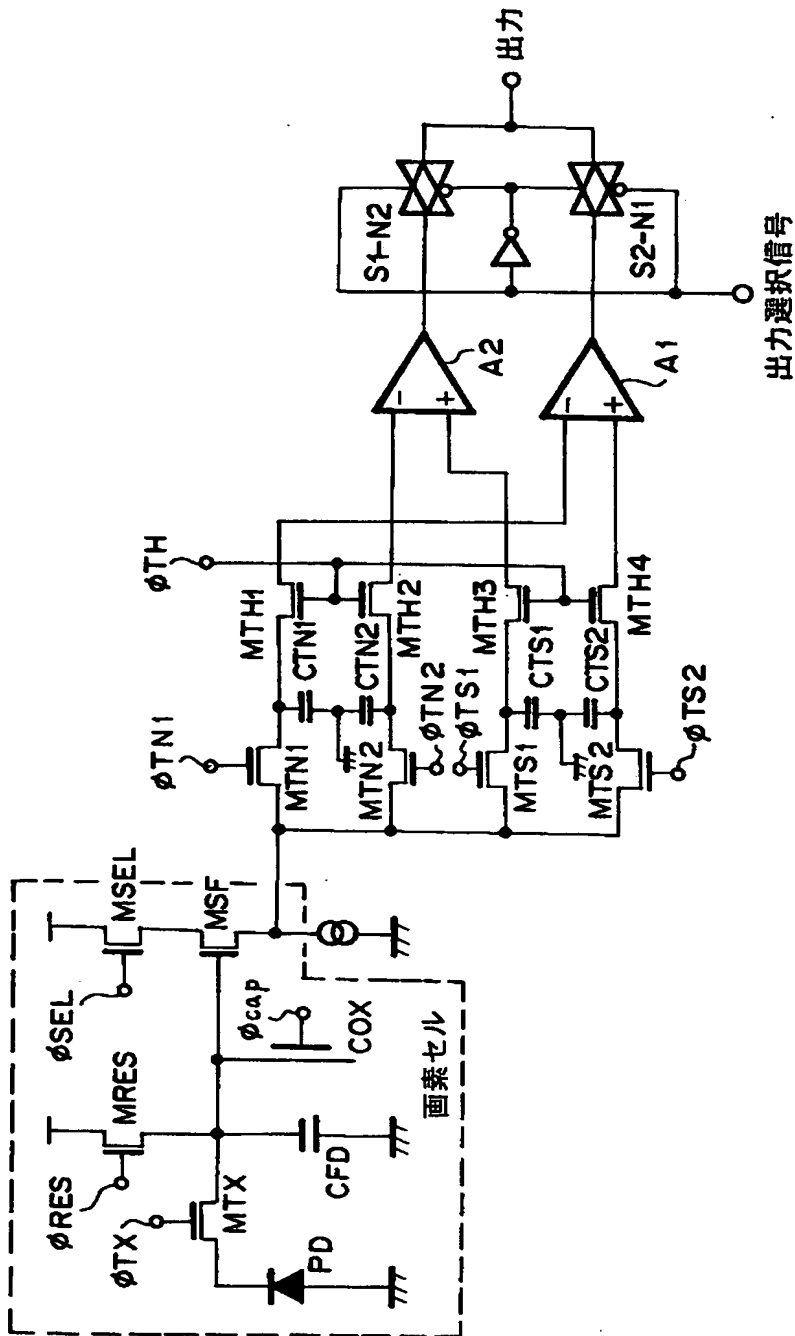 φRES
φSEL
φTX
MTX
MRES
MSEL
MSF
PD
CFD
φcap
COX
画素セル
φTN1
φTH
MTN1
MTH1
CTN1
CTN2
MTN2
MTH2
φTN2
φTS1
MTS1
MTH3
CTS1
CTS2
MTS2
MTH4
φTS2
−
+
A2
−
+
A1
S1-N2
S2-N1
出力
出力選択信号